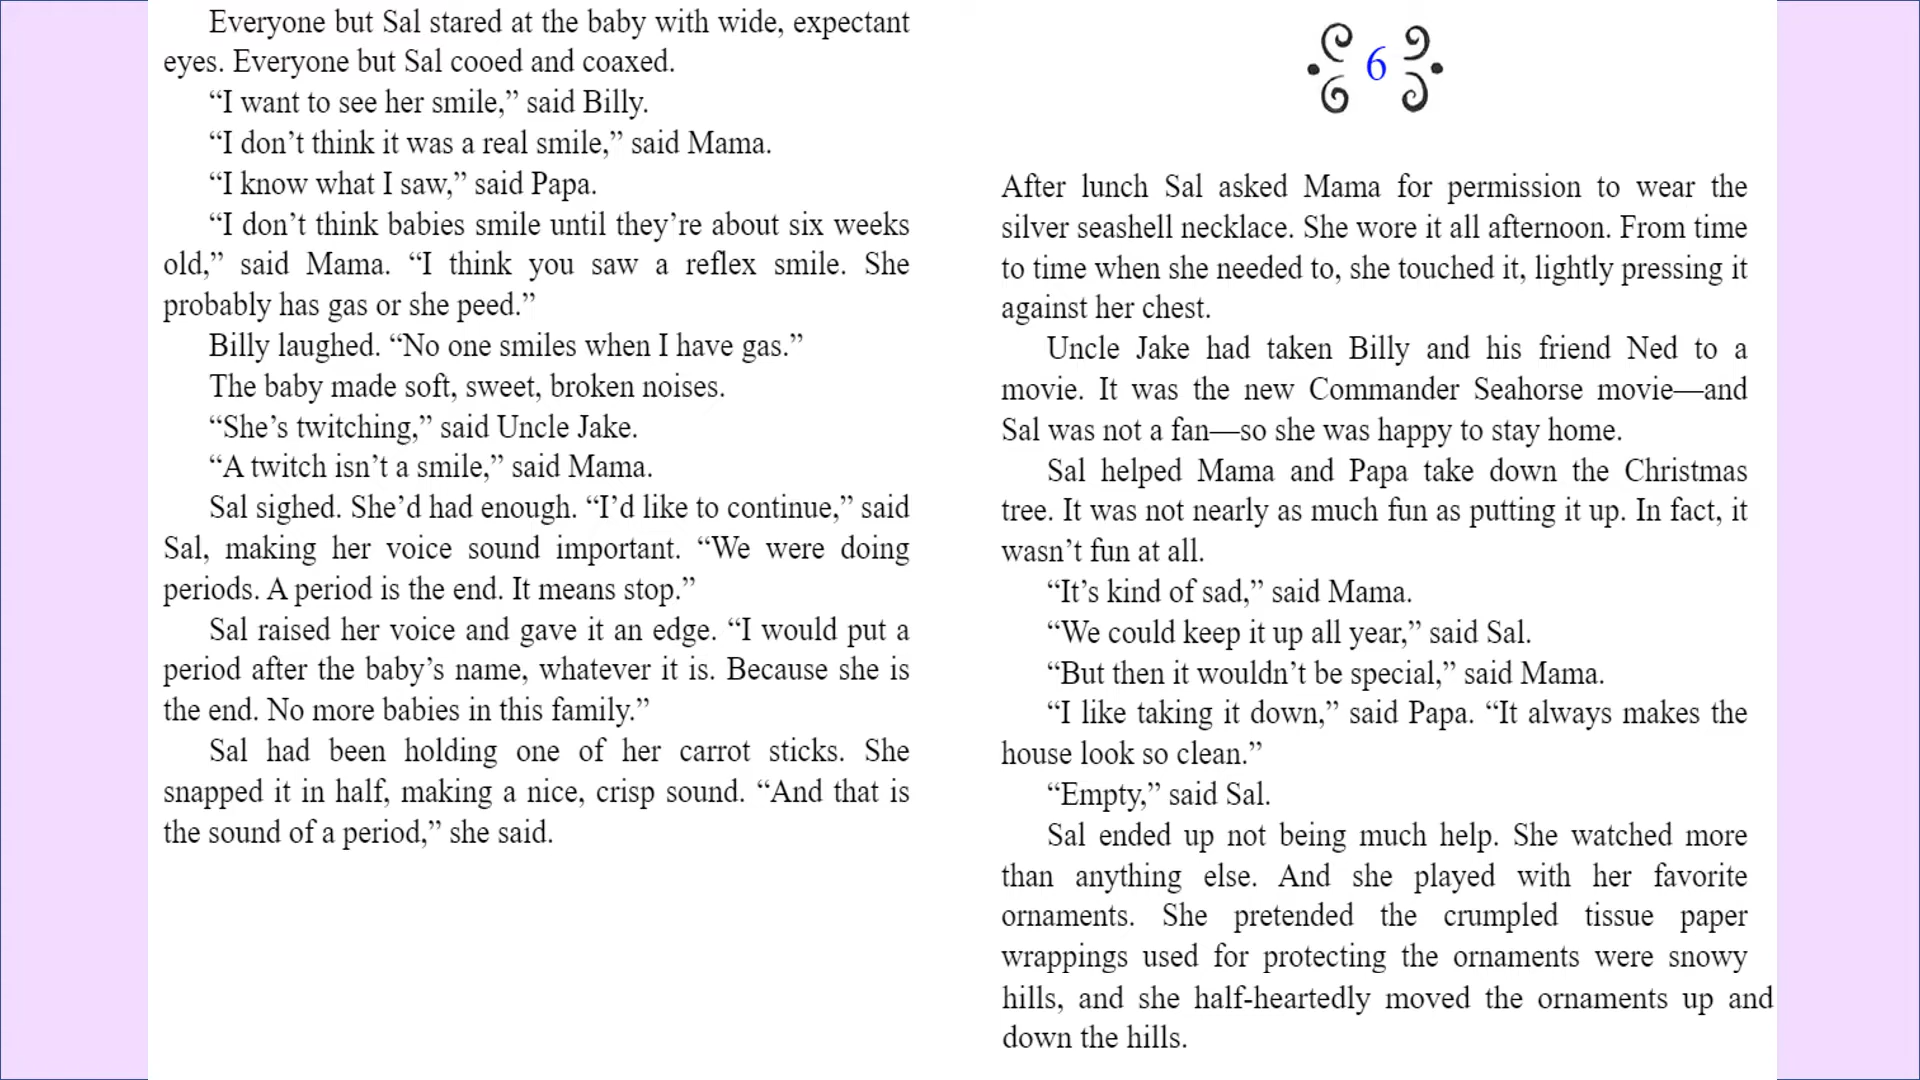 Everyone but Sal stared at the baby with wide, expectant
eyes. Everyone but Sal cooed and coaxed.
“I want to see her smile,” said Billy.
“I don’t think it was a real smile,” said Mama.
“I know what I saw,” said Papa.
“I don’t think babies smile until they’re about six weeks
old,” said Mama. “I think you saw a reflex smile. She
probably has gas or she peed.”
Billy laughed. “No one smiles when I have gas.”
The baby made soft, sweet, broken noises.
“She’s twitching,” said Uncle Jake.
“A twitch isn’t a smile,” said Mama.
Sal sighed. She’d had enough. “I’d like to continue,” said
Sal, making her voice sound important. “We were doing
periods. A period is the end. It means stop.”
Sal raised her voice and gave it an edge. “I would put a
period after the baby’s name, whatever it is. Because she is
the end. No more babies in this family.”
Sal had been holding one of her carrot sticks. She
snapped it in half, making a nice, crisp sound. “And that is
the sound of a period,” she said.
6
After lunch Sal asked Mama for permission to wear the
silver seashell necklace. She wore it all afternoon. From time
to time when she needed to, she touched it, lightly pressing it
against her chest.
Uncle Jake had taken Billy and his friend Ned to a
movie. It was the new Commander Seahorse movie—and
Sal was not a fan—so she was happy to stay home.
Sal helped Mama and Papa take down the Christmas
tree. It was not nearly as much fun as putting it up. In fact, it
wasn’t fun at all.
“It’s kind of sad,” said Mama.
“We could keep it up all year,” said Sal.
“But then it wouldn’t be special,” said Mama.
“I like taking it down,” said Papa. “It always makes the
house look so clean.”
“Empty,” said Sal.
Sal ended up not being much help. She watched more
than anything else. And she played with her favorite
ornaments. She pretended the crumpled tissue paper
wrappings used for protecting the ornaments were snowy
hills, and she half-heartedly moved the ornaments up and
down the hills.